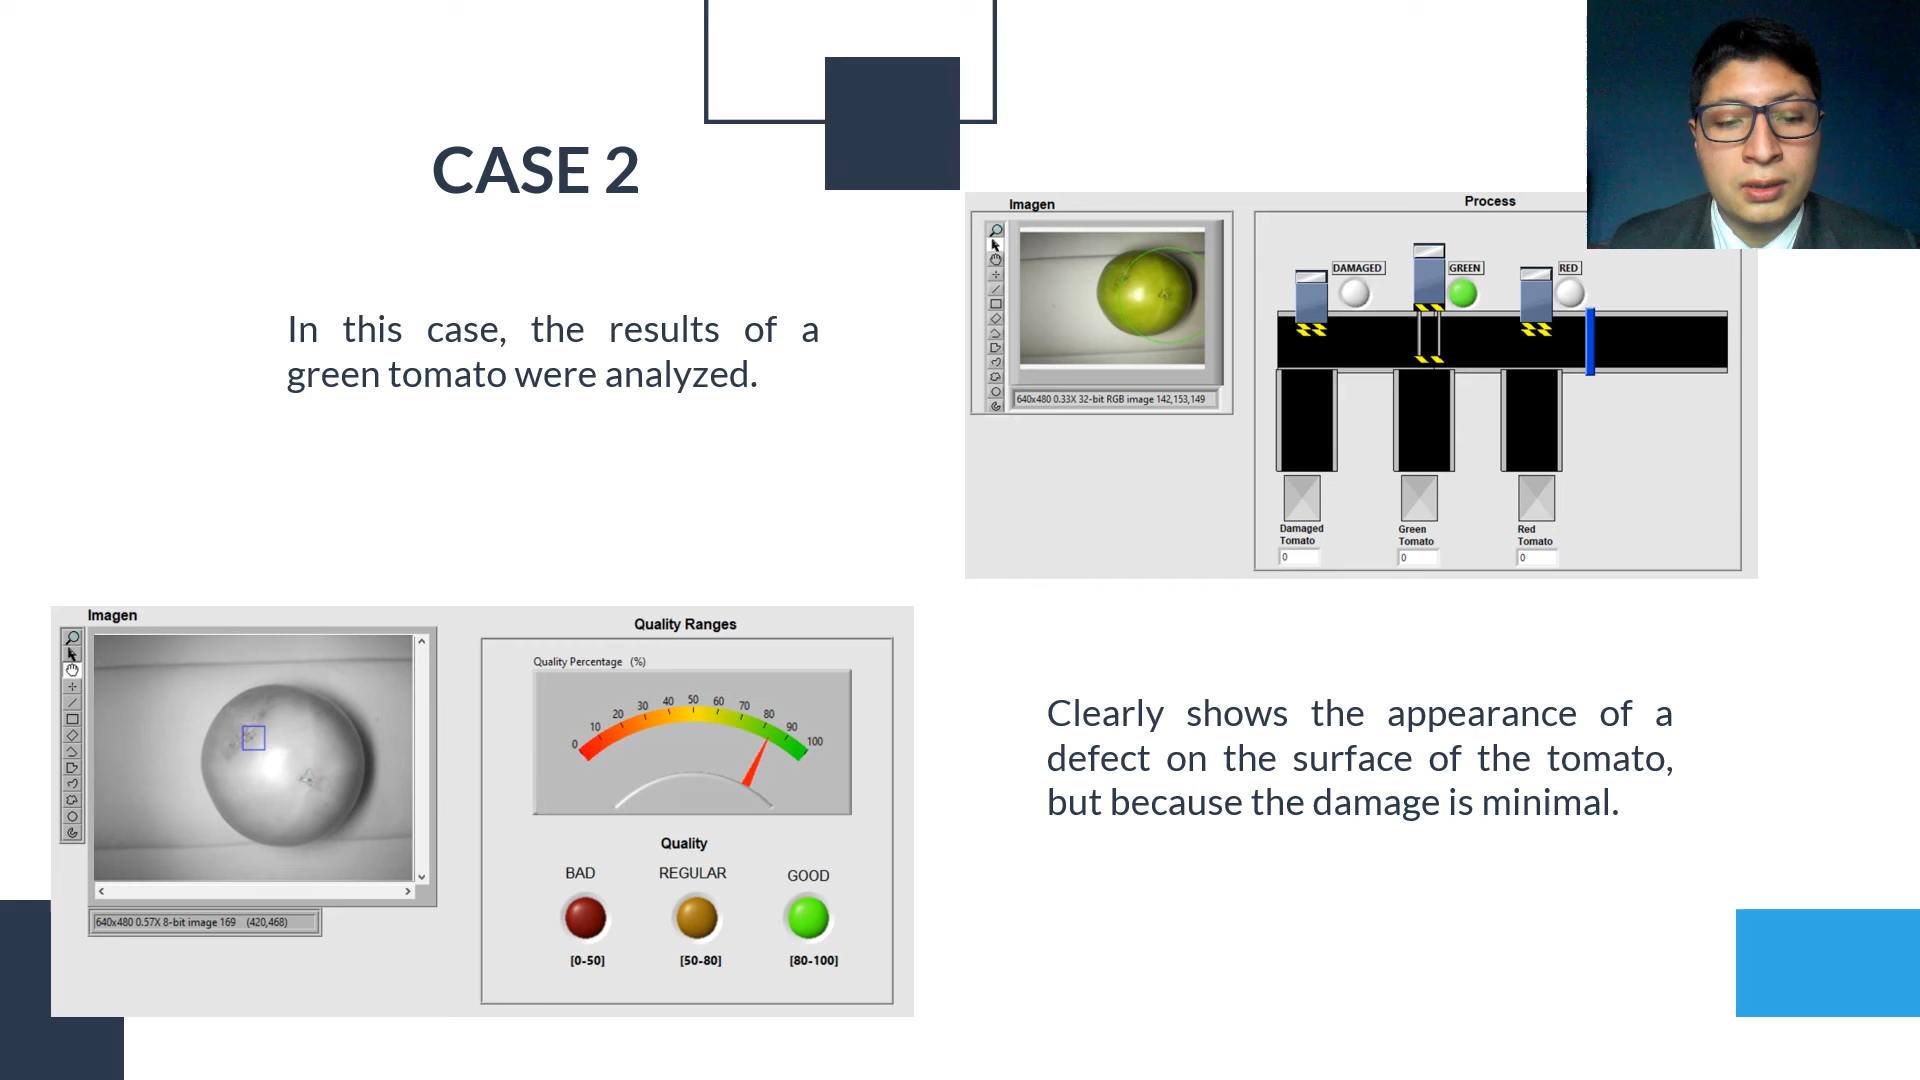 CASE 2
In this case, the results of a
green tomato were analyzed.
Imagen
640x480 0.33X 32-bit RGB image 142,153,149
Process
DAMAGED
GREEN
RED
Damaged
Tomato
0
Green
Tomato
0
Red
Tomato
0
Imagen
640x480 0.57X 8-bit image 169 (420,468)
Quality Ranges
Quality Percentage (%)
0 10 20 30 40 50 60 70 80 90 100
Quality
BAD REGULAR GOOD
[0-50] [50-80] [80-100]
Clearly shows the appearance of a
defect on the surface of the tomato,
but because the damage is minimal.